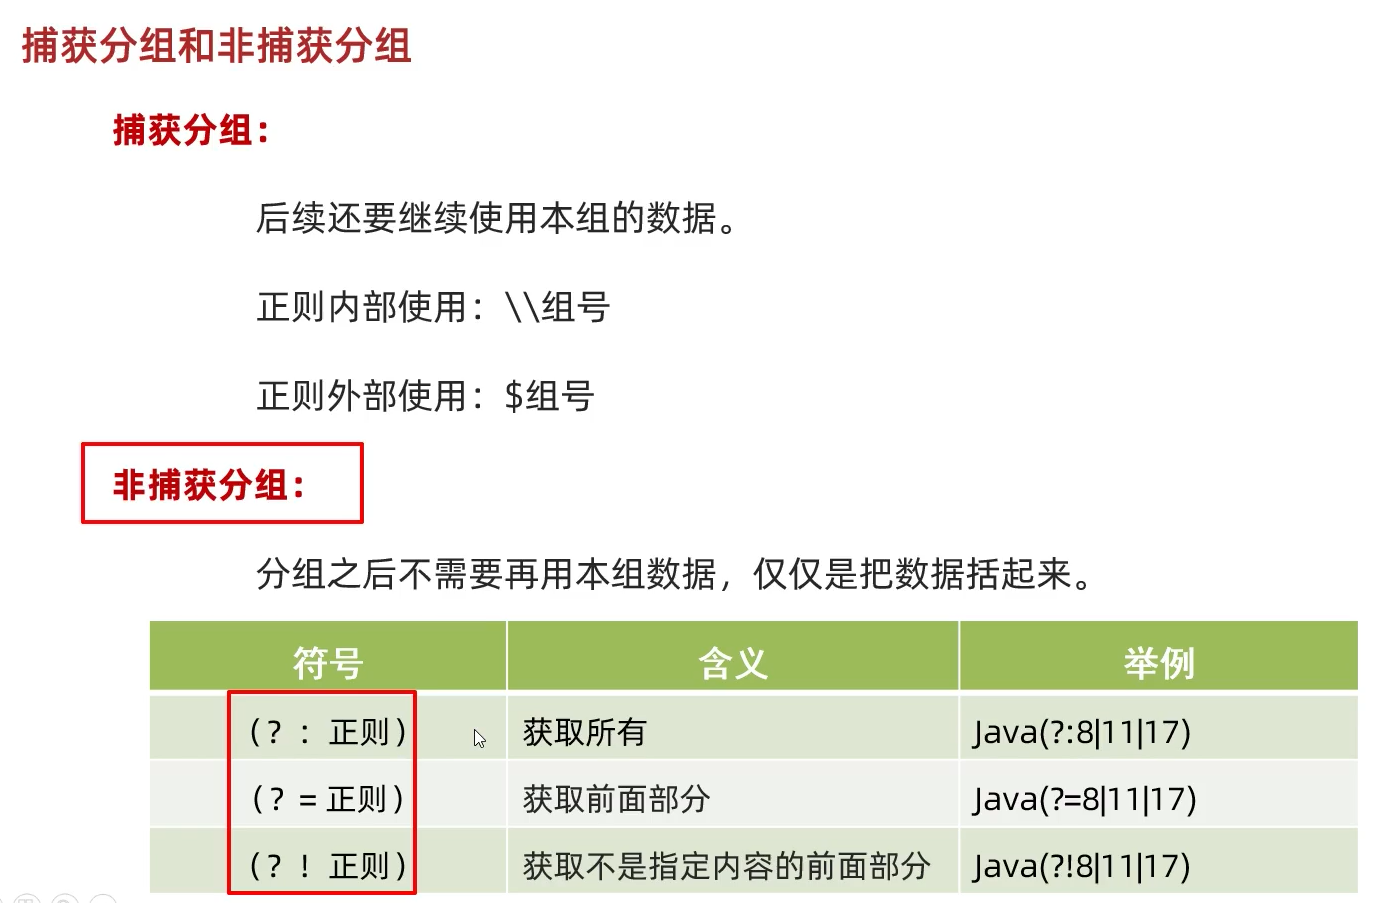 捕获分组和非捕获分组
捕获分组：
后续还要继续使用本组的数据。
正则内部使用：\\组号
正则外部使用：$组号
非捕获分组：
分组之后不需要再用本组数据，仅仅是把数据括起来。
符号 含义 举例
（? : 正则） 获取所有 Java(?:8|11|17)
（? = 正则） 获取前面部分 Java(?=8|11|17)
（? ! 正则） 获取不是指定内容的前面部分 Java(?!8|11|17)